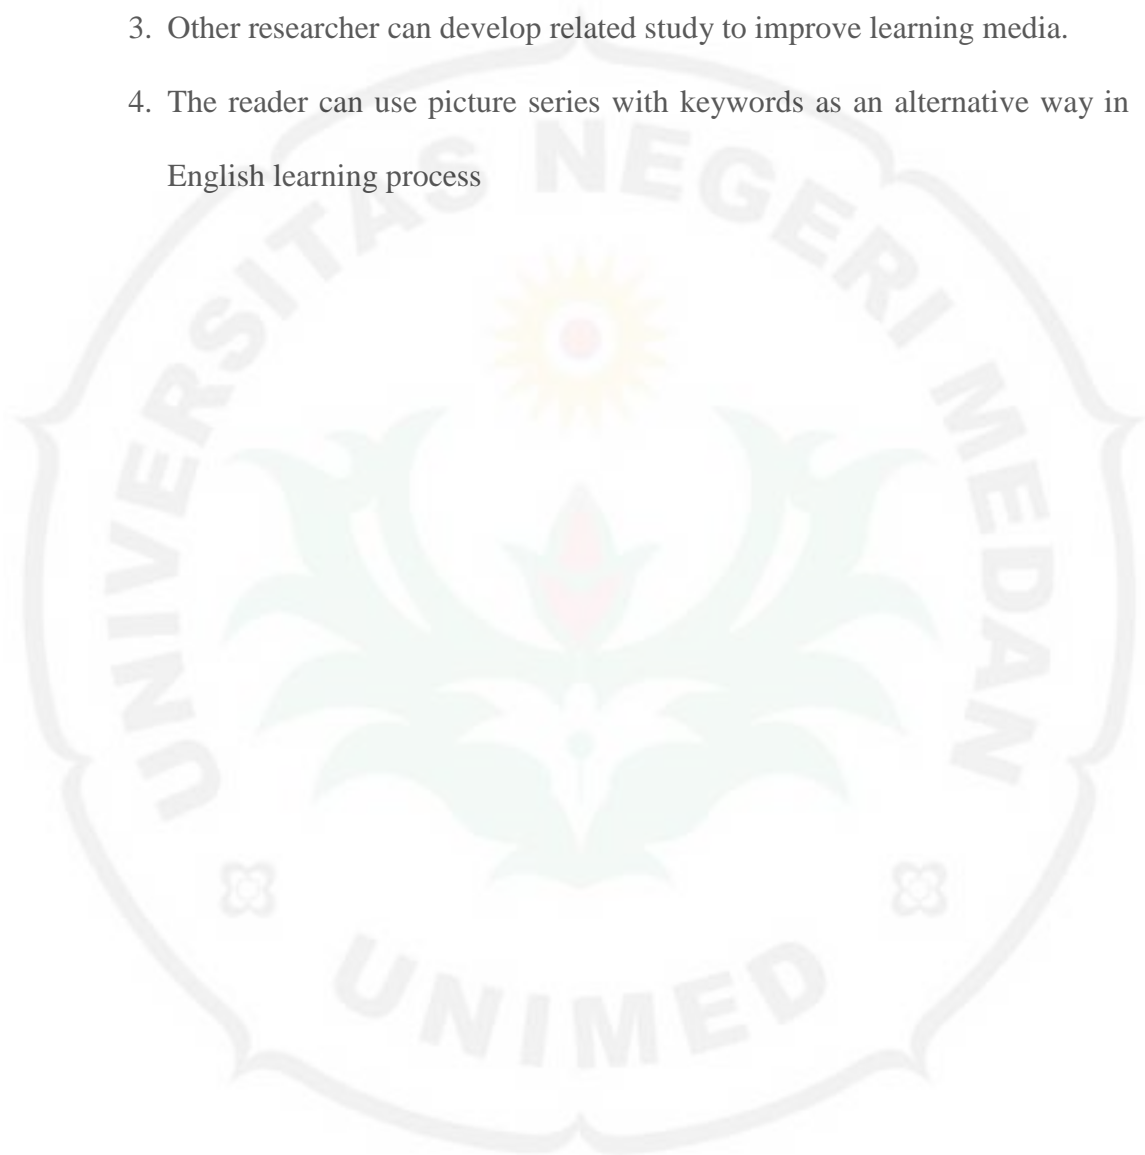 3. Other researcher can develop related study to improve learning media.
4. The reader can use picture series with keywords as an alternative way in
English learning process
UNIVERSITAS NEGERI MEDAN
UNIMED